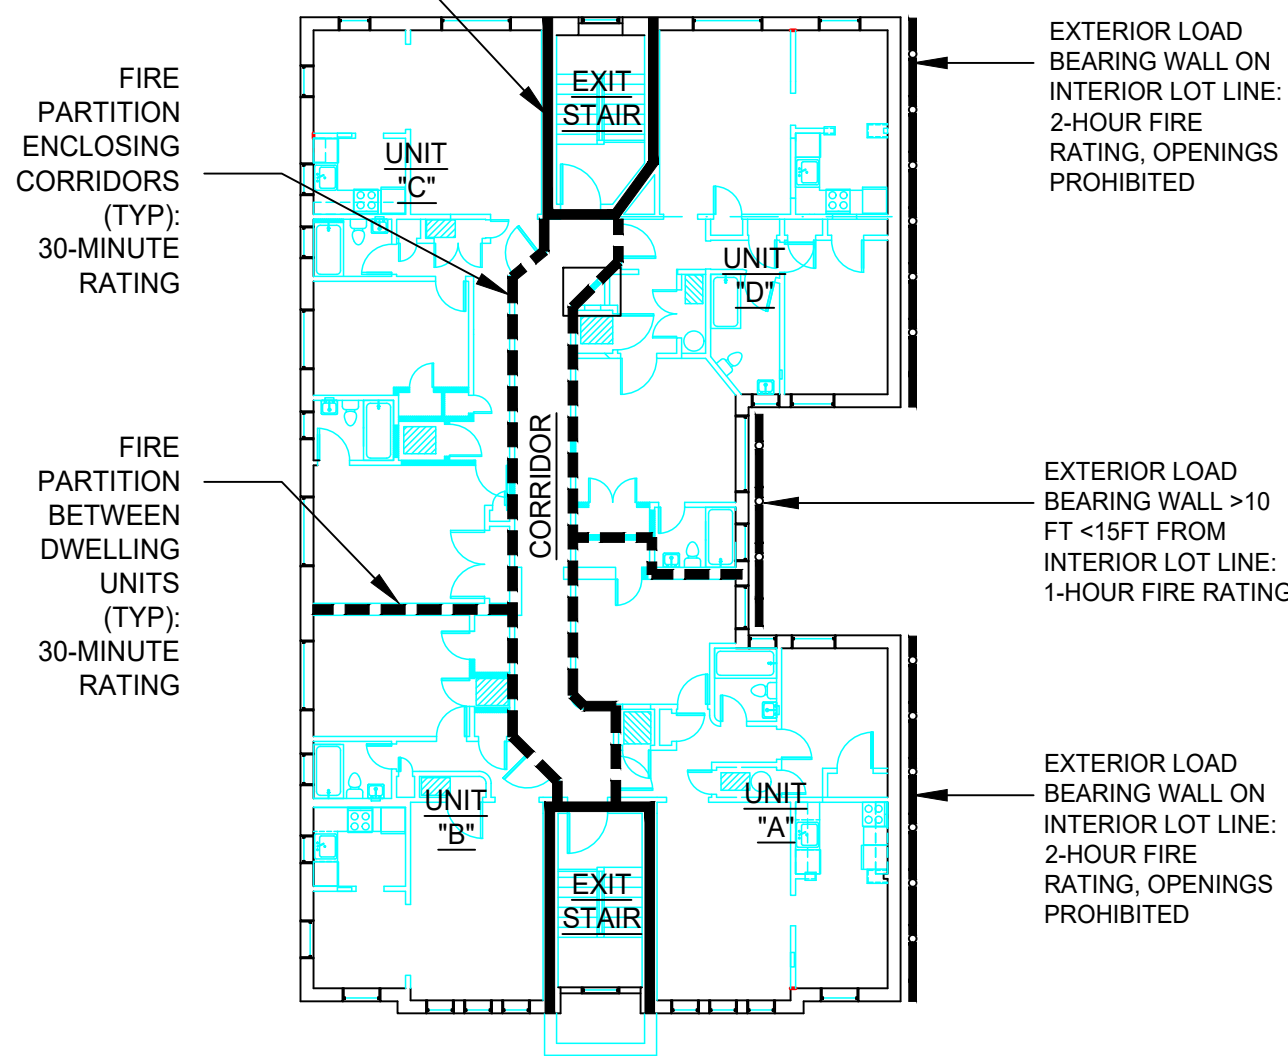 FIRE
PARTITION
ENCLOSING
CORRIDORS
(TYP):
30-MINUTE
RATING
FIRE
PARTITION
BETWEEN
DWELLING
UNITS
(TYP):
30-MINUTE
RATING
EXIT
STAIR
UNIT
"C"
UNIT
"D"
CORRIDOR
UNIT
"B"
UNIT
"A"
EXIT
STAIR
EXTERIOR LOAD
BEARING WALL ON
INTERIOR LOT LINE:
2-HOUR FIRE
RATING, OPENINGS
PROHIBITED
EXTERIOR LOAD
BEARING WALL >10
FT <15FT FROM
INTERIOR LOT LINE:
1-HOUR FIRE RATING
EXTERIOR LOAD
BEARING WALL ON
INTERIOR LOT LINE:
2-HOUR FIRE
RATING, OPENINGS
PROHIBITED